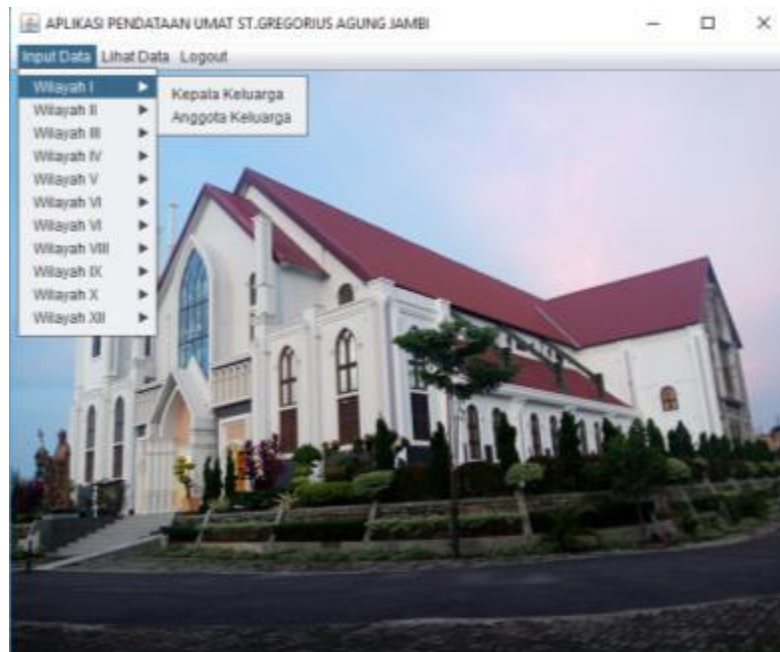 APLIKASI PENDATAAN UMAT ST.GREGORIUS AGUNG JAMBI
Input Data Lihat Data Logout
Wilayah I
Kepala Keluarga
Anggota Keluarga
Wilayah II
Wilayah III
Wilayah IV
Wilayah V
Wilayah VI
Wilayah VI
Wilayah VIII
Wilayah IX
Wilayah X
Wilayah XII